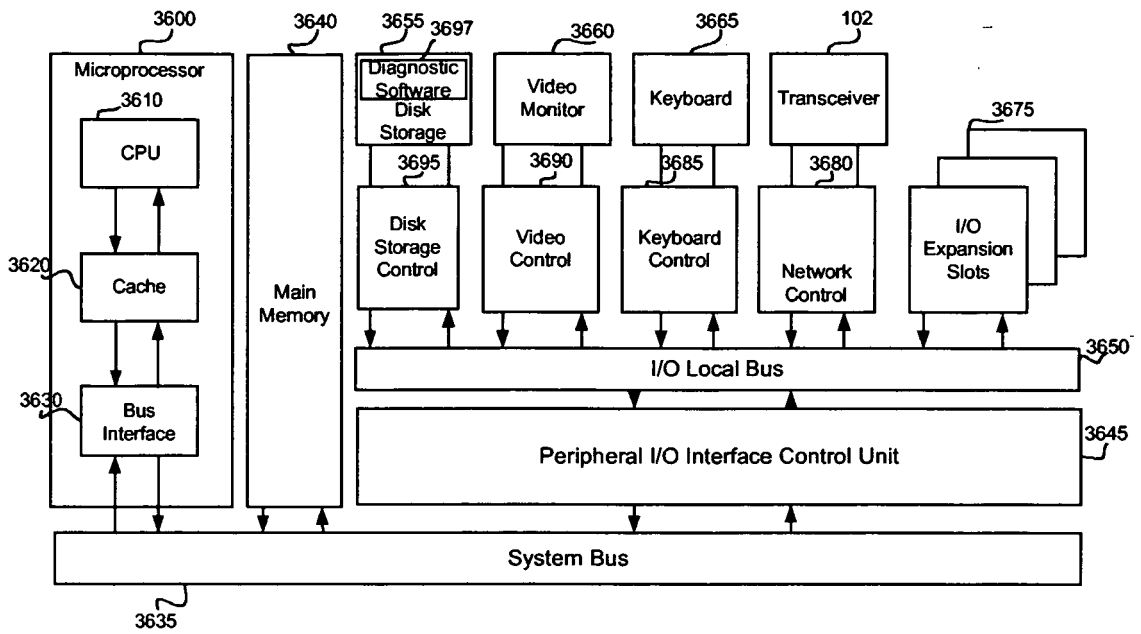 3600
3640
3655
3697
3660
3665
102
Microprocessor
3610
CPU
3620
Cache
3630
Bus
Interface
Main
Memory
Diagnostic
Software
Disk
Storage
Video
Monitor
Keyboard
Transceiver
3675
3695
3690
3685
3680
Disk
Storage
Control
Video
Control
Keyboard
Control
Network
Control
I/O
Expansion
Slots
I/O Local Bus
3650
Peripheral I/O Interface Control Unit
3645
System Bus
3635